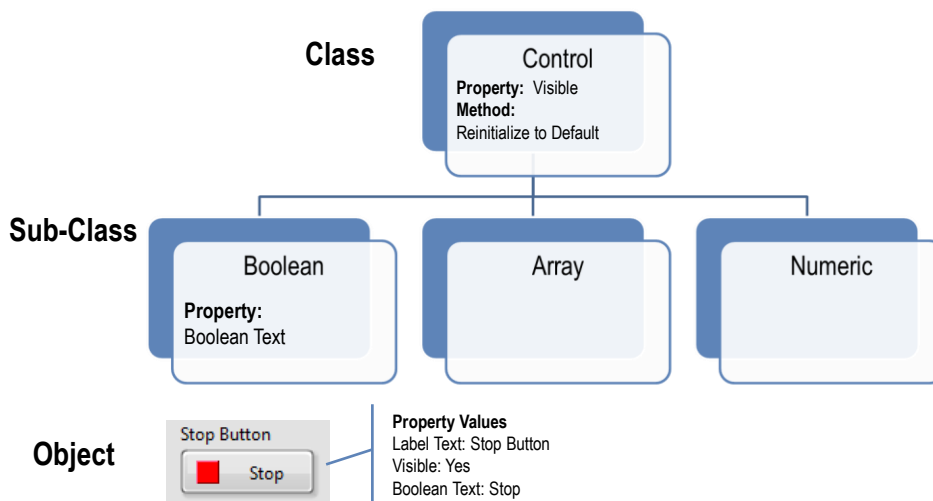 Class
Control
Property: Visible
Method:
Reinitialize to Default
Sub-Class
Boolean
Property:
Boolean Text
Array
Numeric
Object
Stop Button
Stop
Property Values
Label Text: Stop Button
Visible: Yes
Boolean Text: Stop